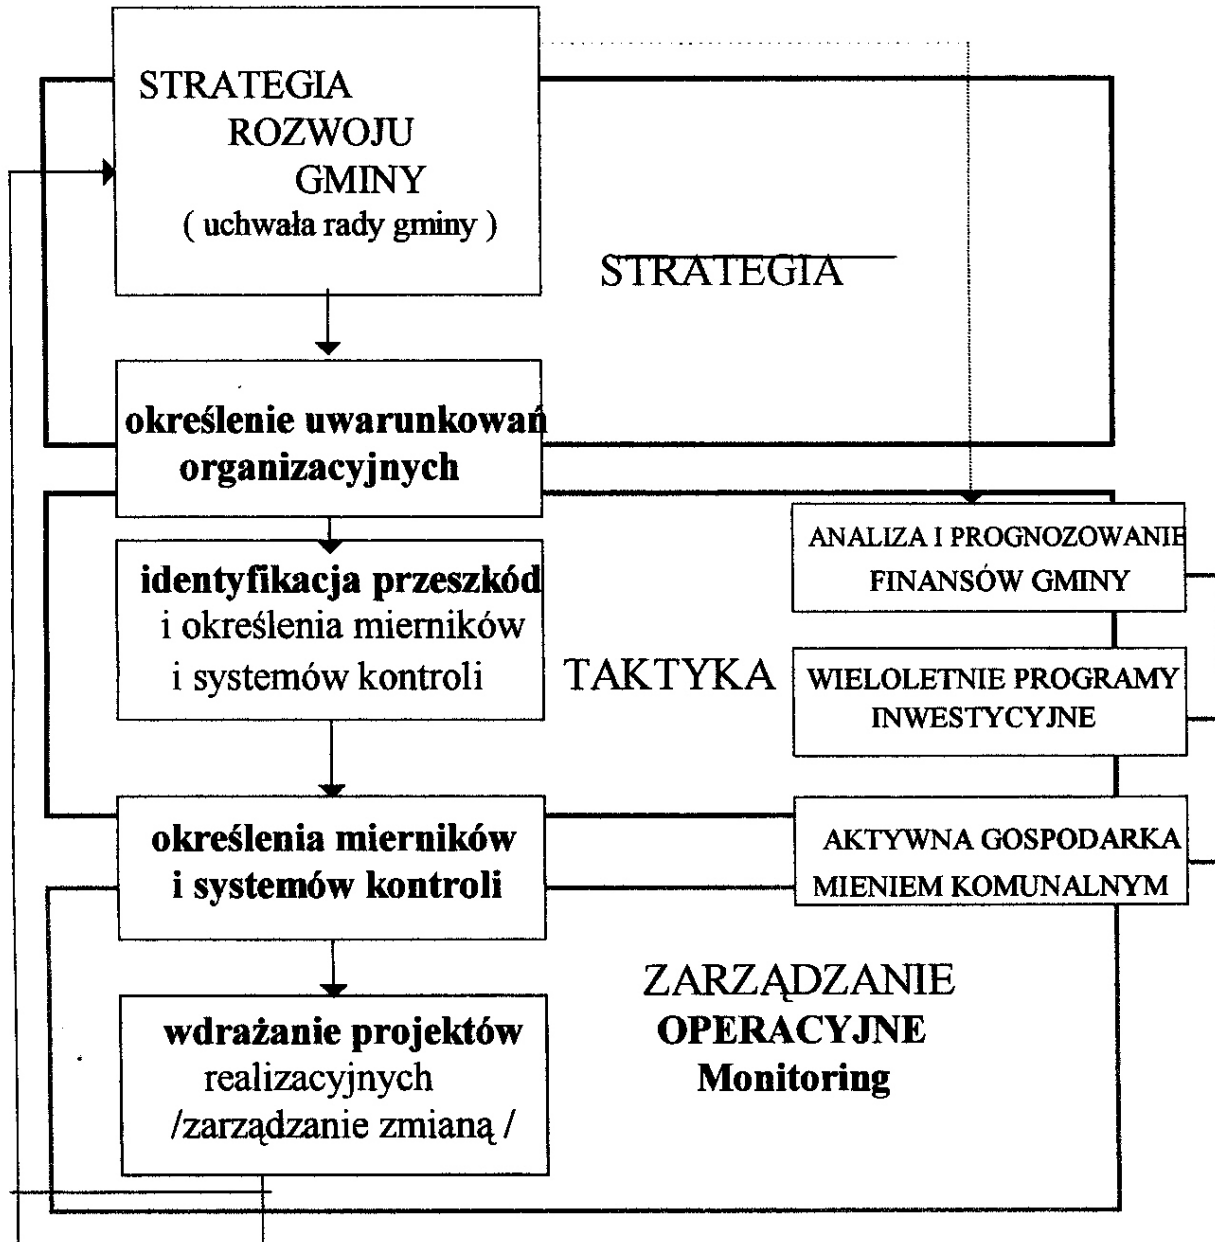 STRATEGIA
ROZWOJU
GMINY
( uchwała rady gminy )
STRATEGIA
określenie uwarunkowań
organizacyjnych
identyfikacja przeszkód
i określenia mierników
i systemów kontroli
TAKTYKA
ANALIZA I PROGNOZOWANIE
FINANSÓW GMINY
WIELOLETNIE PROGRAMY
INWESTYCYJNE
określenia mierników
i systemów kontroli
AKTYWNA GOSPODARKA
MIENIEM KOMUNALNYM
ZARZĄDZANIE
OPERACYJNE
Monitoring
wdrażanie projektów
realizacyjnych
/zarządzanie zmianą /